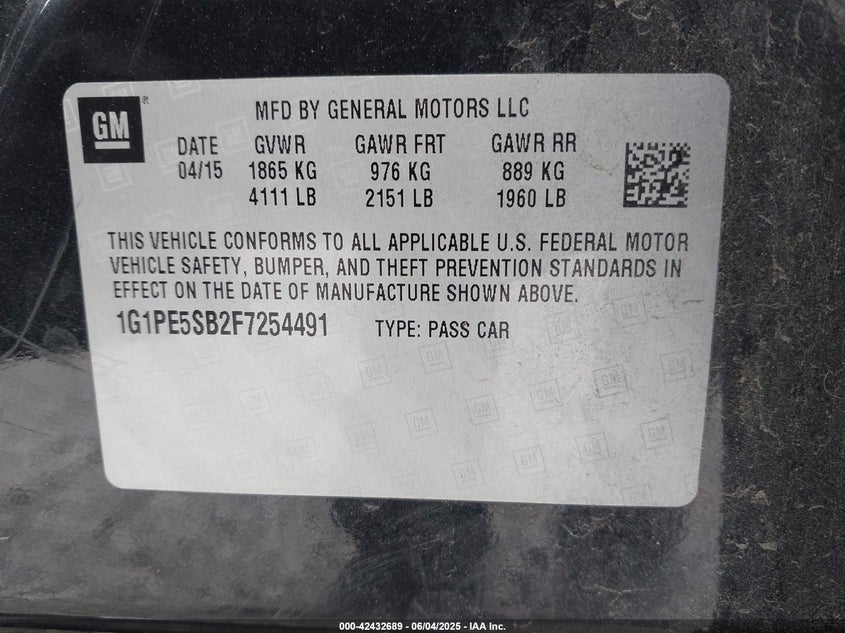 GM®
MFD BY GENERAL MOTORS LLC
DATE GVWR GAWR FRT GAWR RR
04/15 1865 KG 976 KG 889 KG
4111 LB 2151 LB 1960 LB
THIS VEHICLE CONFORMS TO ALL APPLICABLE U.S. FEDERAL MOTOR
VEHICLE SAFETY, BUMPER, AND THEFT PREVENTION STANDARDS IN
EFFECT ON THE DATE OF MANUFACTURE SHOWN ABOVE.
1G1PE5SB2F7254491 TYPE: PASS CAR
000-42432689 - 06/04/2025 - IAA Inc.